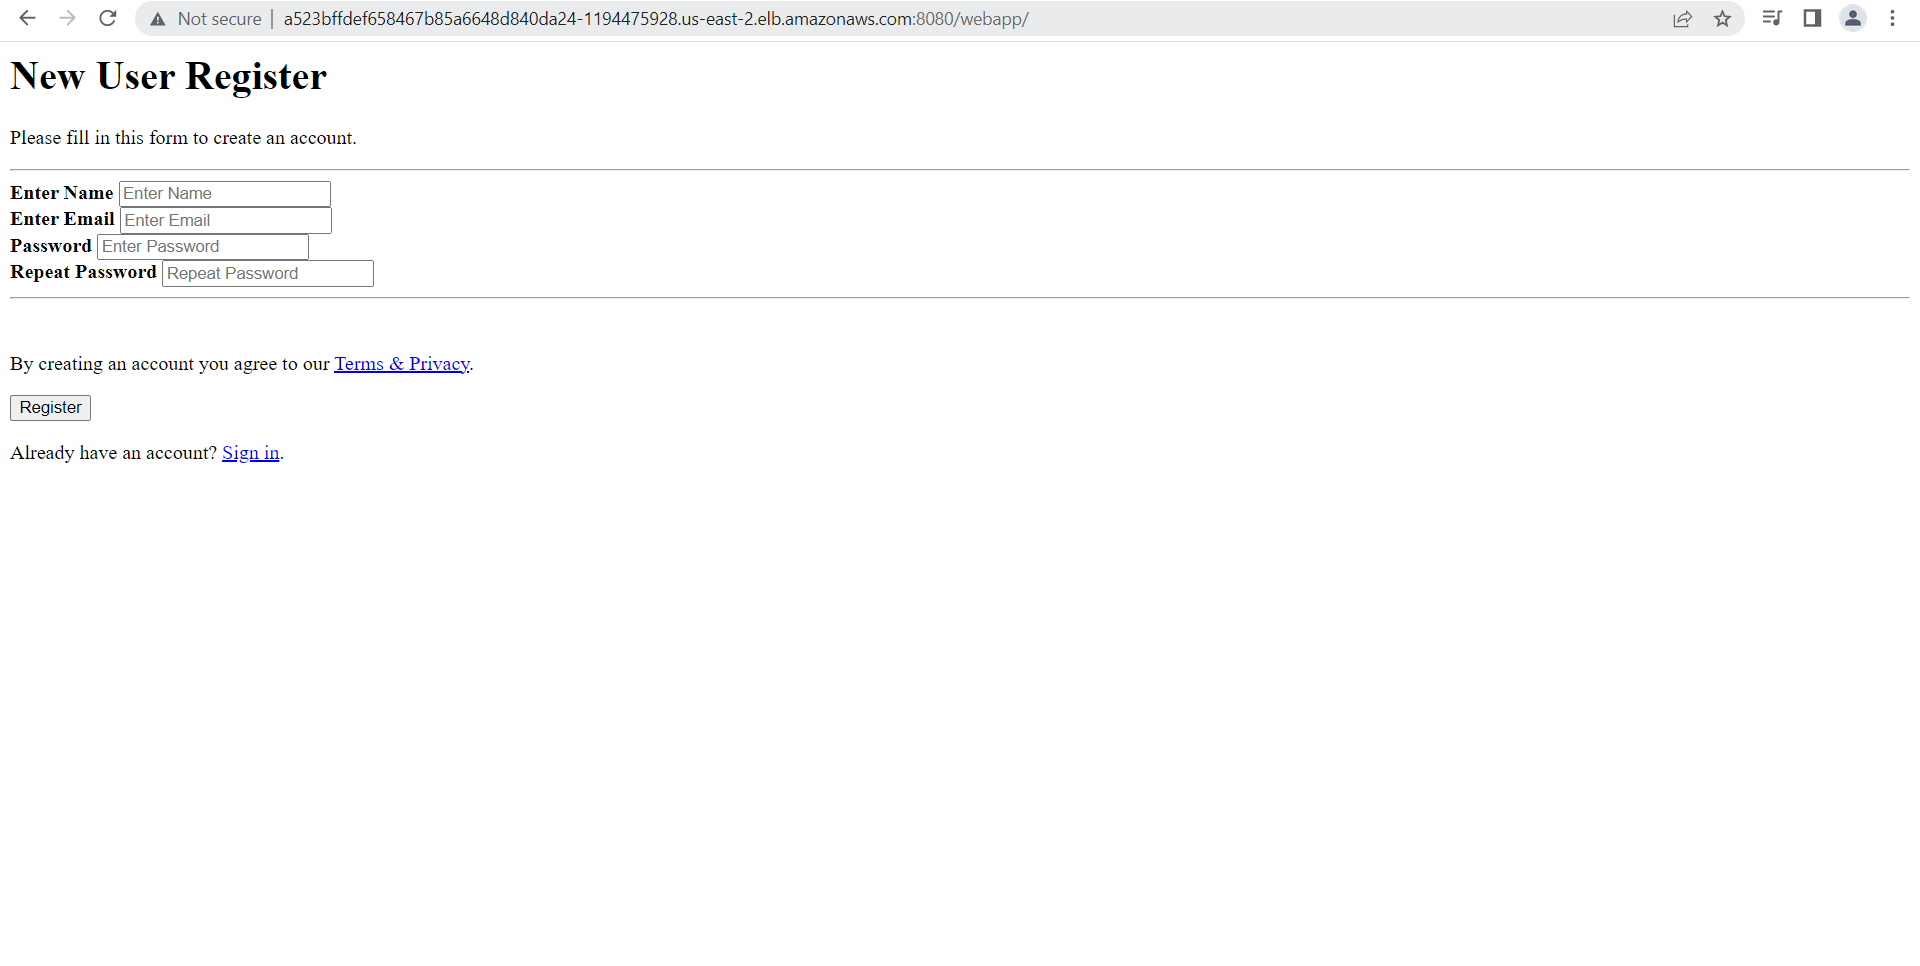 Not secure | a523bffdef658467b85a6648d840da24-1194475928.us-east-2.elb.amazonaws.com:8080/webapp/
New User Register
Please fill in this form to create an account.
Enter Name Enter Name
Enter Email Enter Email
Password Enter Password
Repeat Password Repeat Password
By creating an account you agree to our Terms & Privacy.
Register
Already have an account? Sign in.